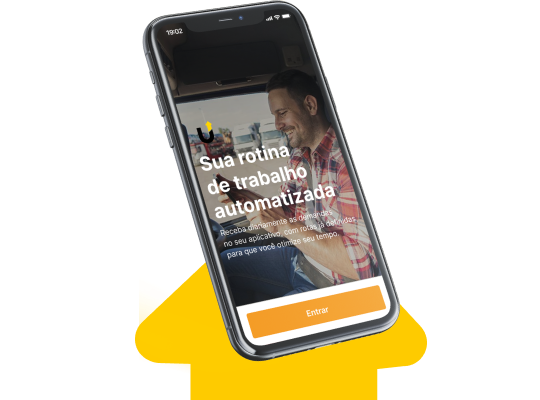 19:02
Sua rotina
de trabalho
automatizada
Receba diariamente as demandas
no seu aplicativo, com rotas já definidas
para que você otimize seu tempo.
Entrar